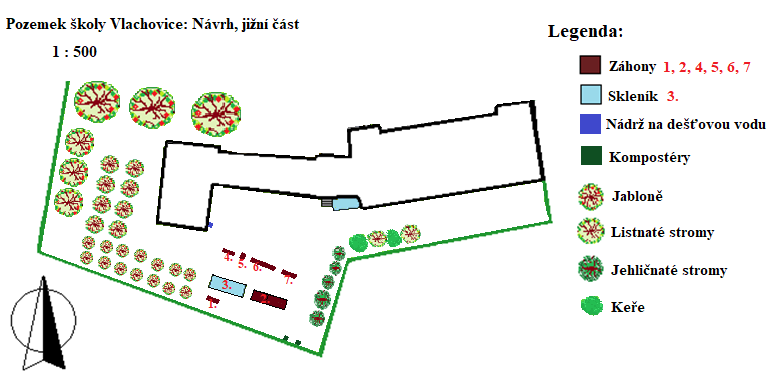 Pozemek školy Vlachovice: Návrh, jižní část
1 : 500
Legenda:
Záhony 1, 2, 4, 5, 6, 7
Skleník 3.
Nádrž na dešťovou vodu
Kompostéry
Jabloně
Listnaté stromy
Jehličnaté stromy
Keře
4.
5.
6.
7.
3.
1.
2.